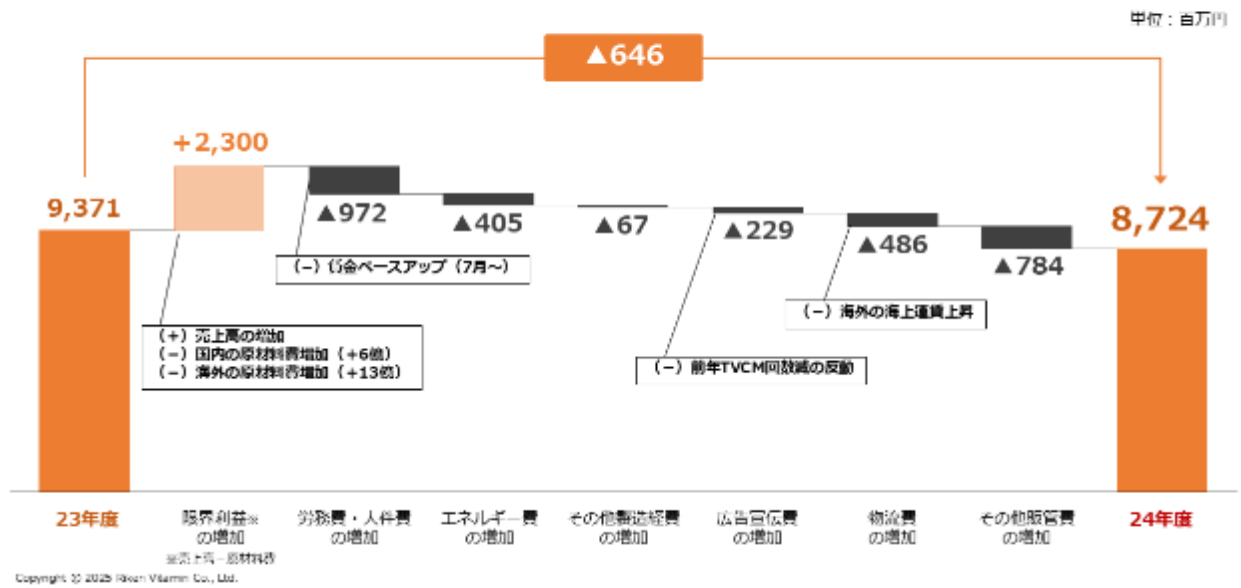 単位：百万円
▲646
+2,300
9,371
▲972
▲405
▲67
▲229
▲486
▲784
8,724
（−）賃金ベースアップ（7月～）
（−）海外の海上運賃上昇
（+）売上高の増加
（−）国内の原材料費増加（+6億）
（−）海外の原材料費増加（+13億）
（−）前年TVCM回数減の反動
23年度
限界利益※
の増加
※売上高－原材料費
労務費・人件費
の増加
エネルギー費
の増加
その他製造経費
の増加
広告宣伝費
の増加
物流費
の増加
その他販管費
の増加
24年度
Copyright © 2025 Riken Vitamin Co., Ltd.